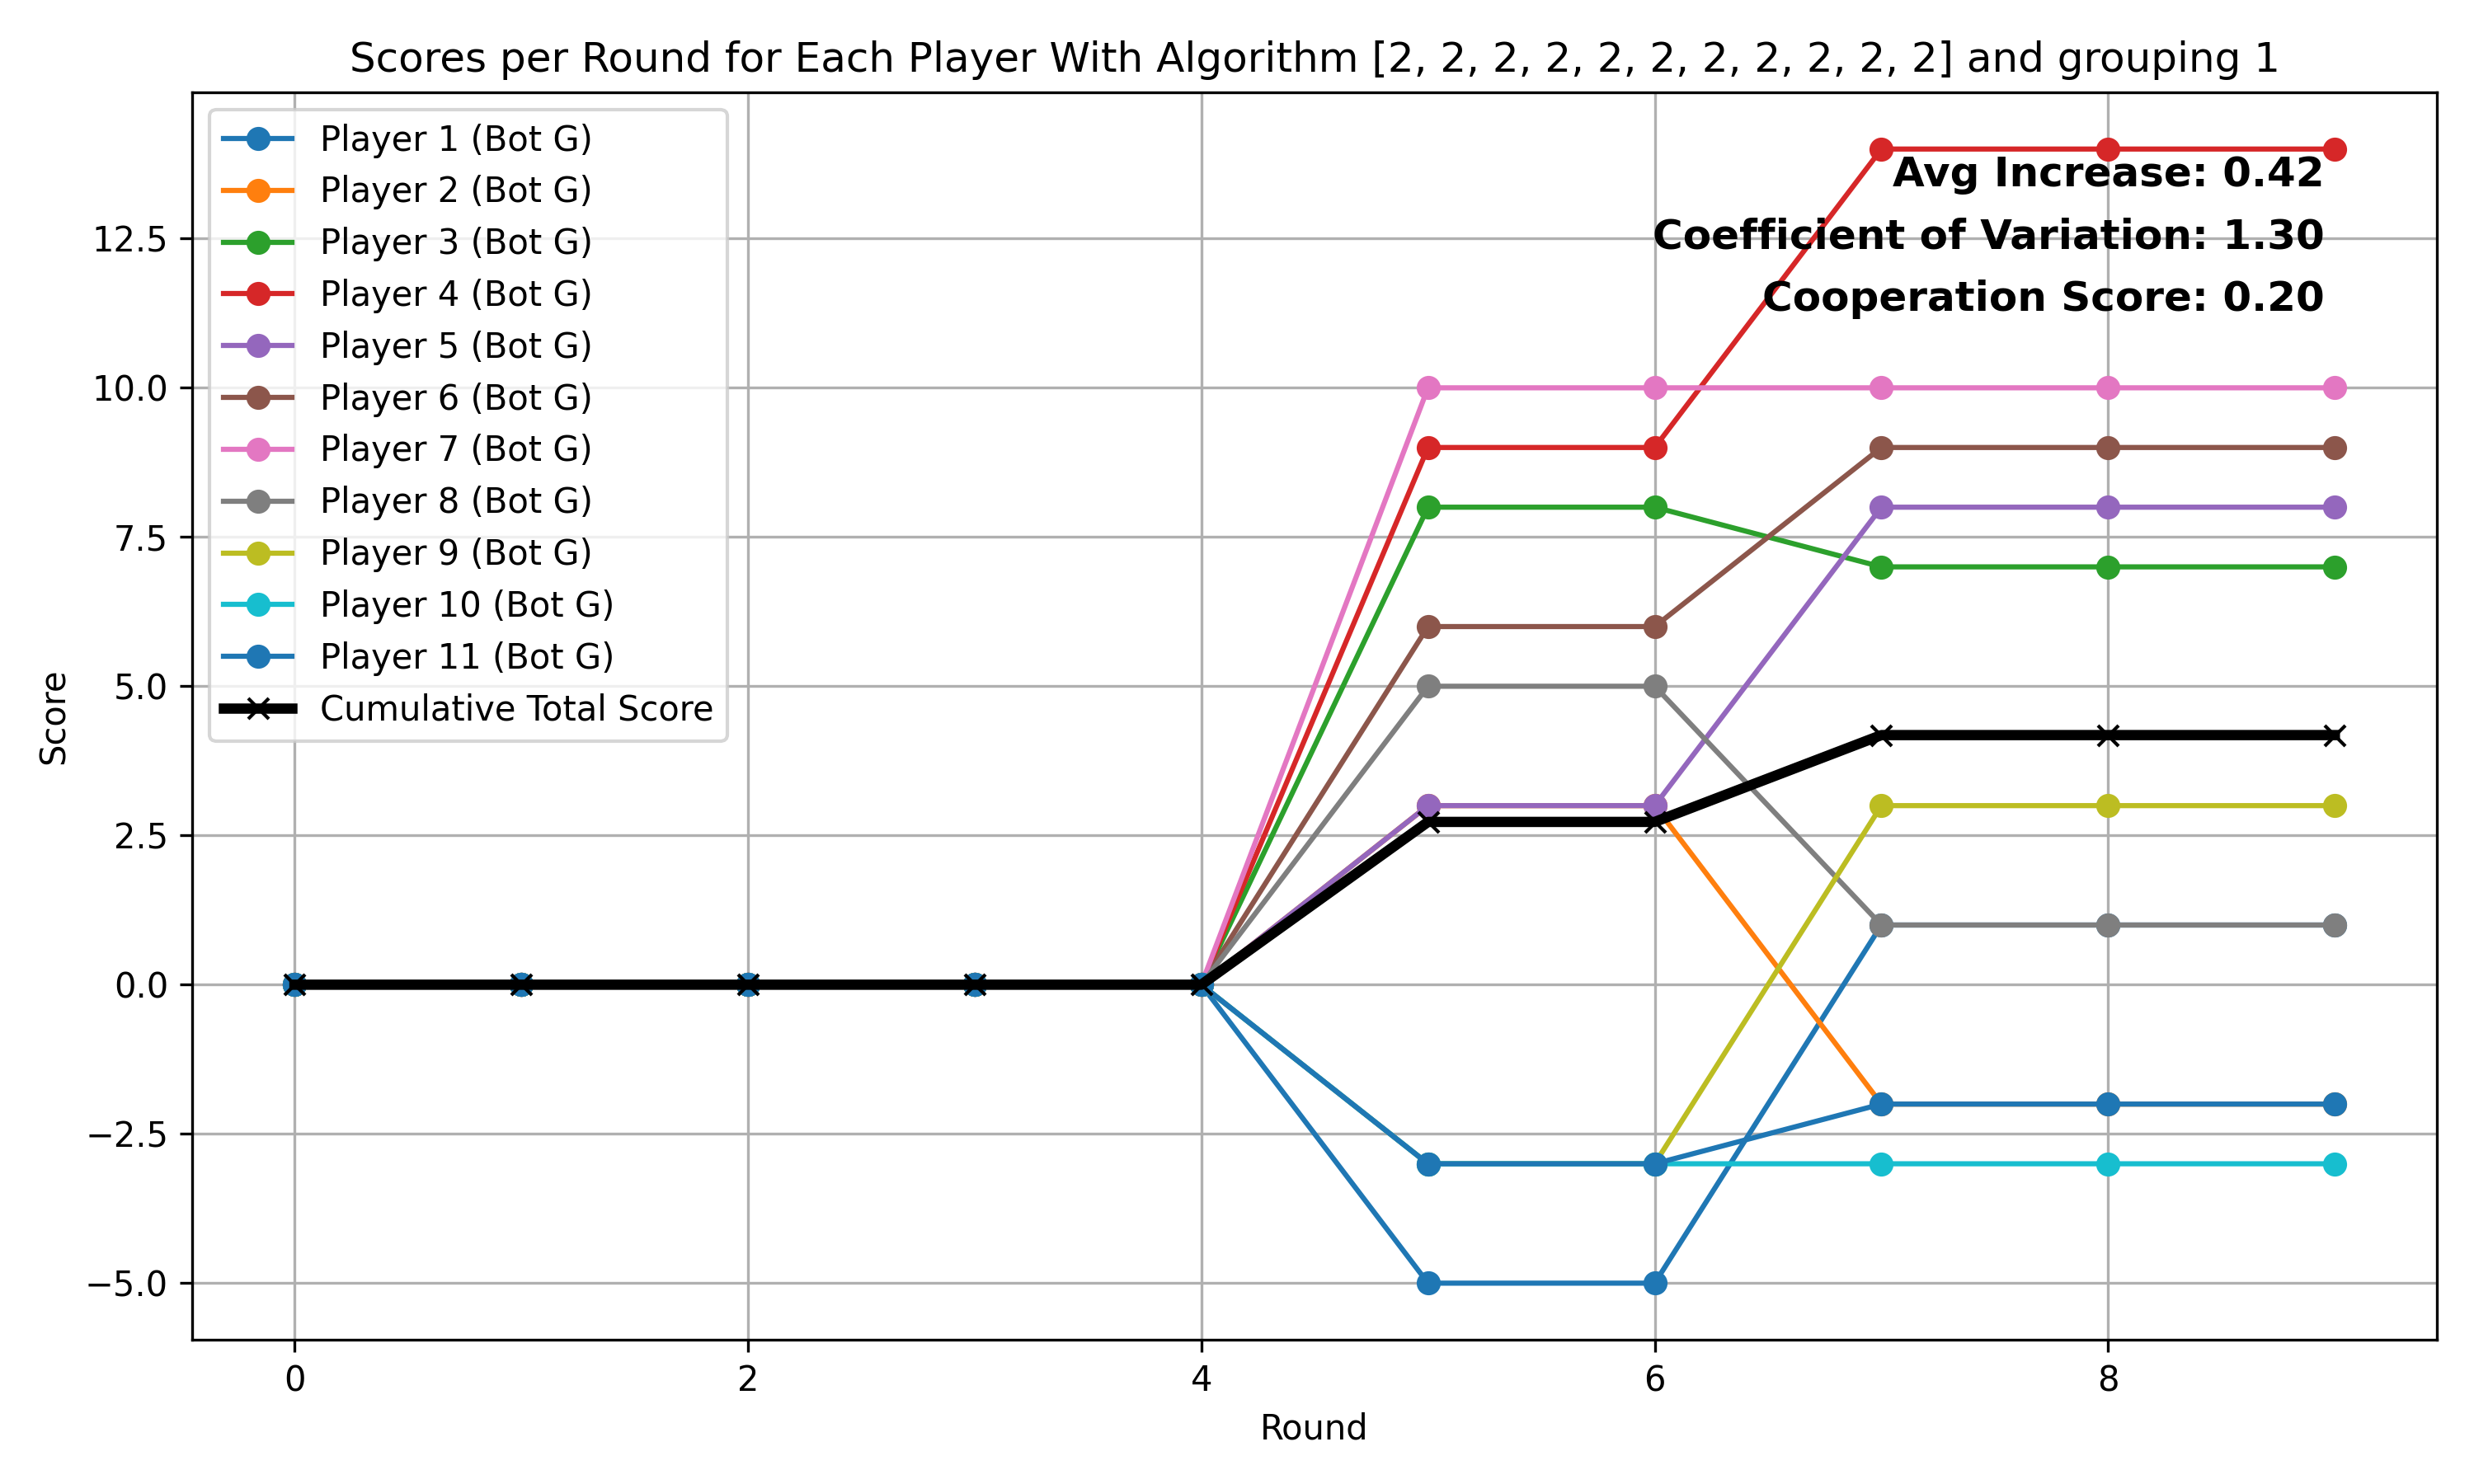 Scores per Round for Each Player With Algorithm [2, 2, 2, 2, 2, 2, 2, 2, 2, 2, 2] and grouping 1
Player 1 (Bot G)
Player 2 (Bot G)
Player 3 (Bot G)
Player 4 (Bot G)
Player 5 (Bot G)
Player 6 (Bot G)
Player 7 (Bot G)
Player 8 (Bot G)
Player 9 (Bot G)
Player 10 (Bot G)
Player 11 (Bot G)
Cumulative Total Score
Avg Increase: 0.42
Coefficient of Variation: 1.30
Cooperation Score: 0.20
Score
12.5
10.0
7.5
5.0
2.5
0.0
−2.5
−5.0
0 2 4 6 8
Round